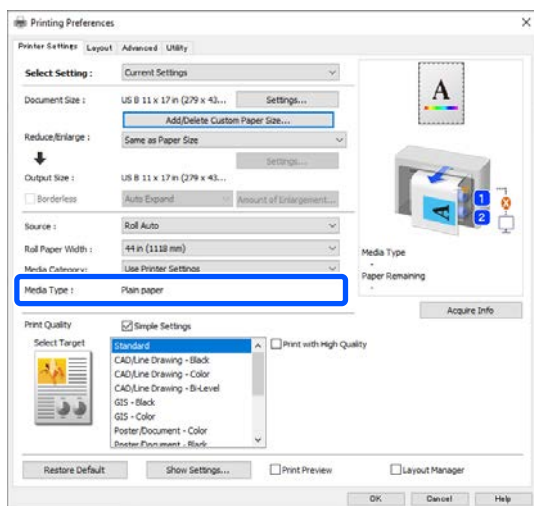 Printing Preferences
Printer Settings Layout Advanced Utility
Select Setting : Current Settings
Document Size : US B 11 x 17 in (279 x 43... Settings...
Add/Delete Custom Paper Size...
Reduce/Enlarge : Same as Paper Size
Settings...
Output Size : US B 11 x 17 in (279 x 43...
Borderless Auto Expand Amount of Enlargement...
Source : Roll Auto
Roll Paper Width : 44 in (1118 mm)
Media Category: Use Printer Settings
Media Type : Plain paper
A
A
1
2
Media Type
-
Paper Remaining
-
Acquire Info
Print Quality Simple Settings
Select Target Standard Print with High Quality
CAD/Line Drawing - Black
CAD/Line Drawing - Color
CAD/Line Drawing - Bi-Level
GIS - Black
GIS - Color
Poster/Document - Color
Poster/Document - Black
Restore Default Show Settings... Print Preview Layout Manager
OK Cancel Help